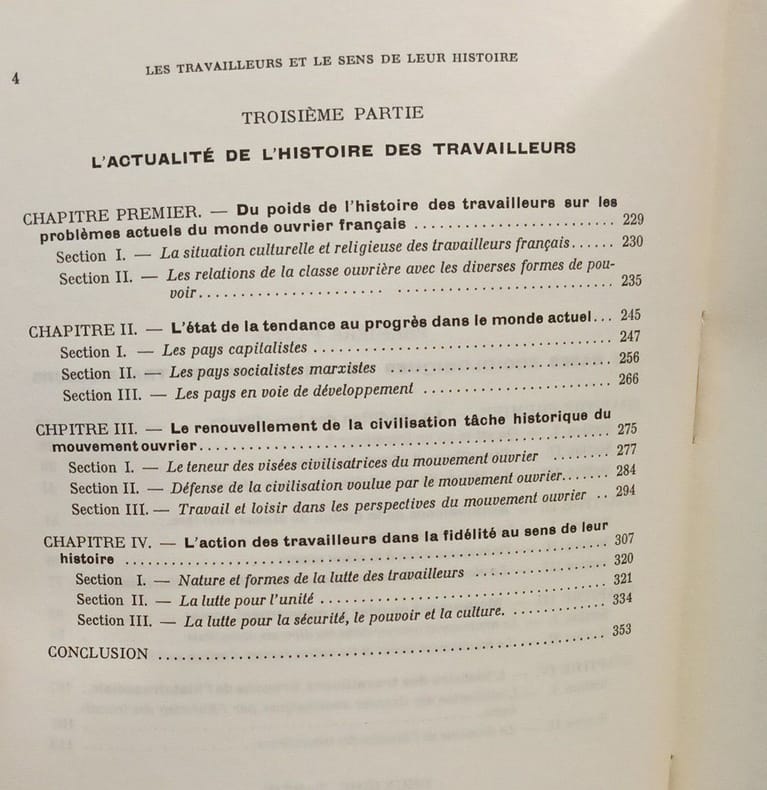 4
LES TRAVAILLEURS ET LE SENS DE LEUR HISTOIRE
TROISIÈME PARTIE
L'ACTUALITÉ DE L'HISTOIRE DES TRAVAILLEURS
CHAPITRE PREMIER. — Du poids de l'histoire des travailleurs sur les
problèmes actuels du monde ouvrier français ........................ 229
Section I. — La situation culturelle et religieuse des travailleurs français...... 230
Section II. — Les relations de la classe ouvrière avec les diverses formes de pou-
voir.................... ........................ 235
CHAPITRE II. — L'état de la tendance au progrès dans le monde actuel... 245
Section I. — Les pays capitalistes ................................ 247
Section II. — Les pays socialistes marxistes ........................ 256
Section III. — Les pays en voie de développement .................... 266
CHPITRE III. — Le renouvellement de la civilisation tâche historique du
mouvement ouvrier............................................ 275
Section I. — Le teneur des visées civilisatrices du mouvement ouvrier ........ 277
Section II. — Défense de la civilisation voulue par le mouvement ouvrier....... 284
Section III. — Travail et loisir dans les perspectives du mouvement ouvrier .. 294
CHAPITRE IV. — L'action des travailleurs dans la fidélité au sens de leur
histoire .................................................... 307
Section I. — Nature et formes de la lutte des travailleurs .............. 320
Section II. — La lutte pour l'unité ................................ 321
Section III. — La lutte pour la sécurité, le pouvoir et la culture. ............ 334
CONCLUSION .................................................. 353